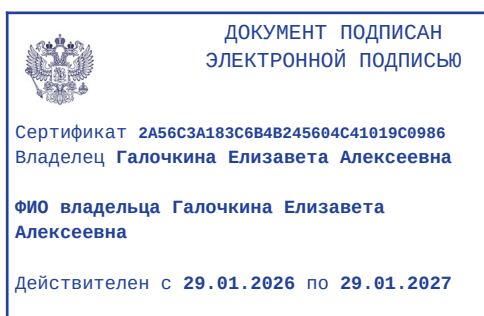 ДОКУМЕНТ ПОДПИСАН
ЭЛЕКТРОННОЙ ПОДПИСЬЮ
Сертификат 2A56C3A183C6B4B245604C41019C0986
Владелец Галочкина Елизавета Алексеевна
ФИО владельца Галочкина Елизавета
Алексеевна
Действителен с 29.01.2026 по 29.01.2027